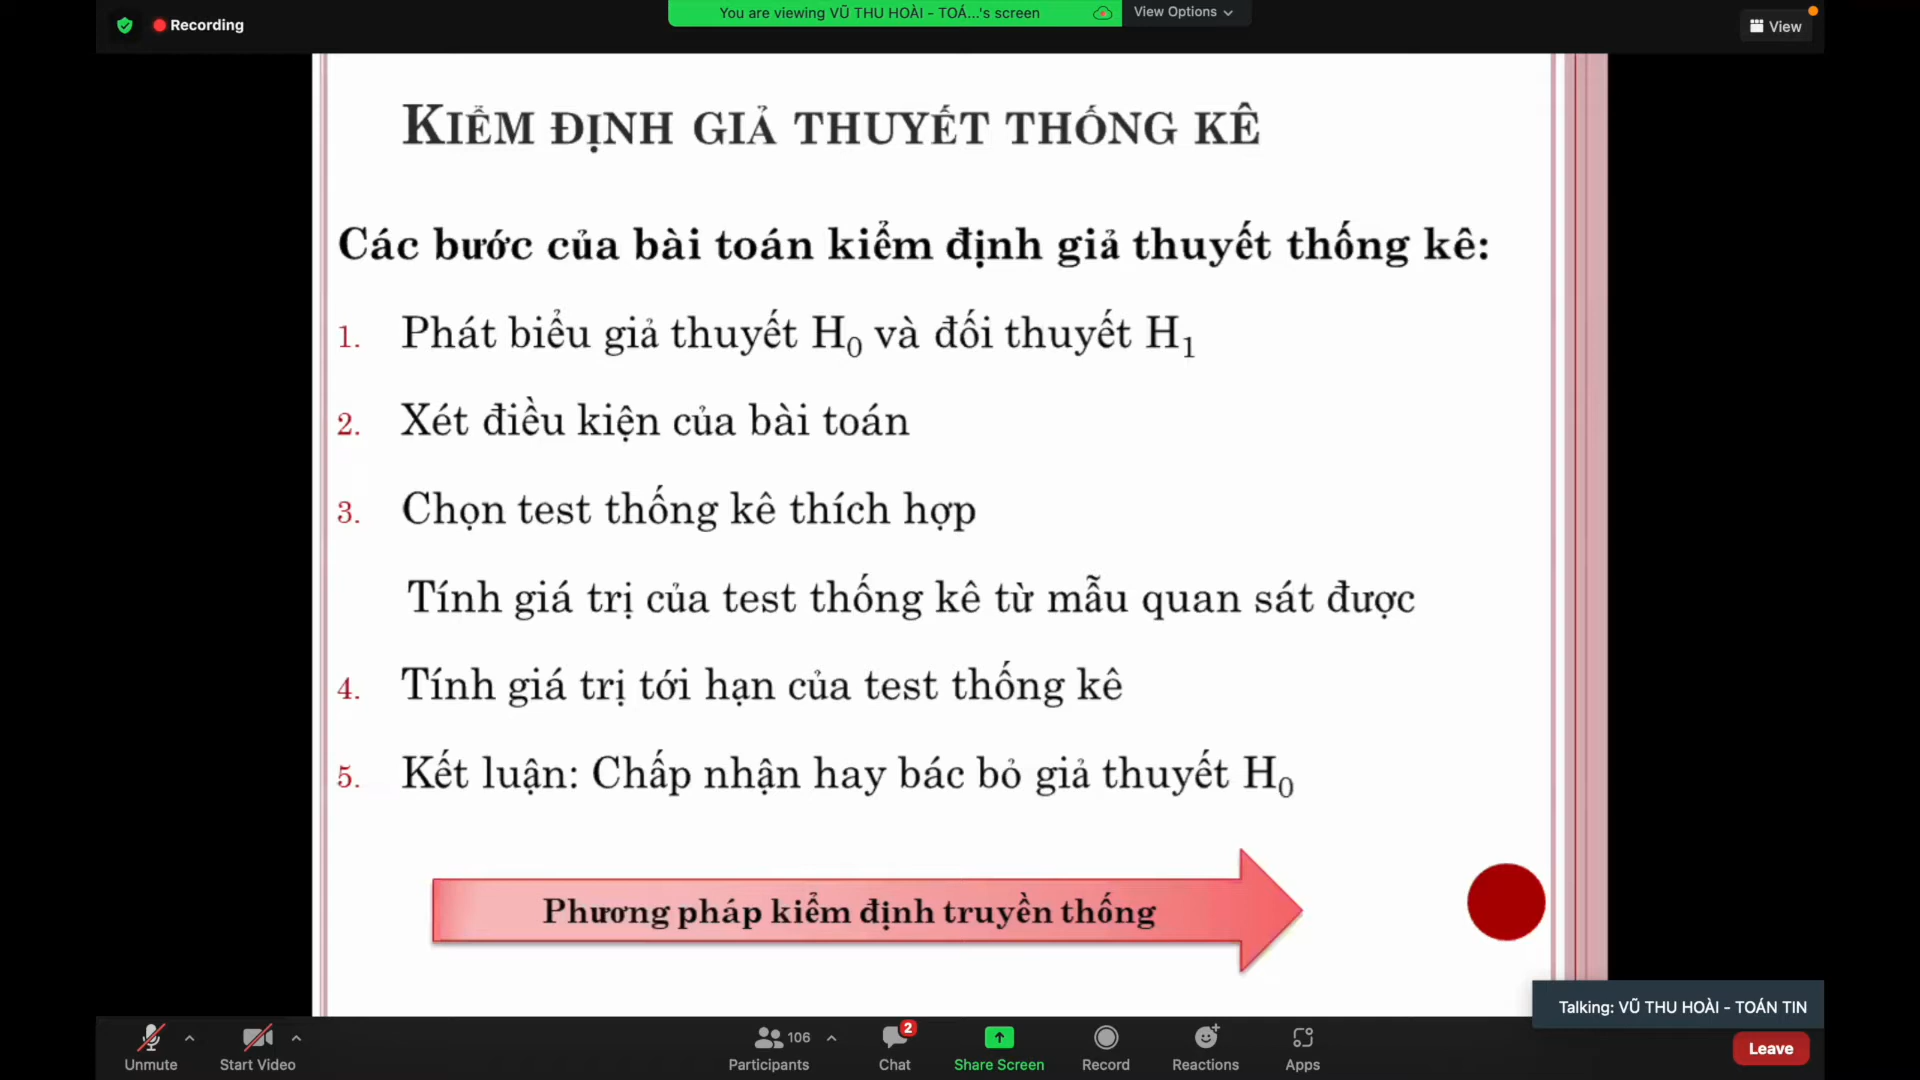 Recording
You are viewing VŨ THU HOÀI - TOÁ...'s screen
View Options
View
KIỂM ĐỊNH GIẢ THUYẾT THỐNG KÊ
Các bước của bài toán kiểm định giả thuyết thống kê:
1. Phát biểu giả thuyết H0 và đối thuyết H1
2. Xét điều kiện của bài toán
3. Chọn test thống kê thích hợp
Tính giá trị của test thống kê từ mẫu quan sát được
4. Tính giá trị tới hạn của test thống kê
5. Kết luận: Chấp nhận hay bác bỏ giả thuyết H0
Phương pháp kiểm định truyền thống
Talking: VŨ THU HOÀI - TOÁN TIN
Unmute
Start Video
106
Participants
2
Chat
Share Screen
Record
Reactions
Apps
Leave